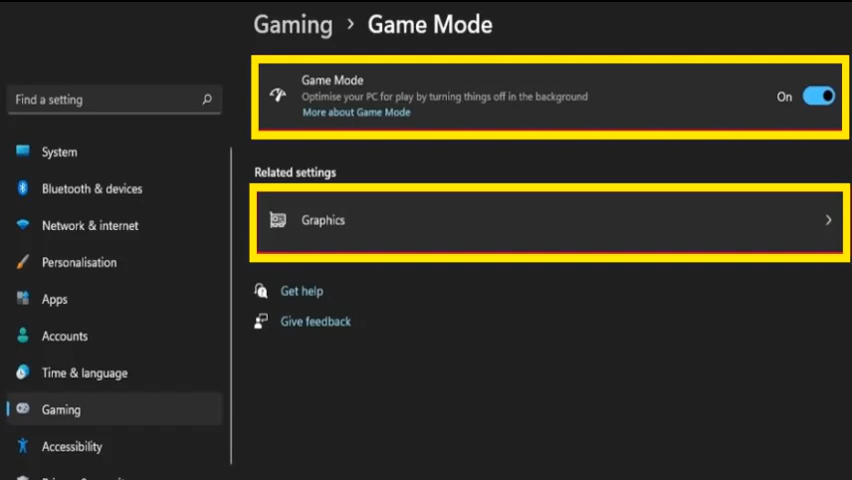 Gaming > Game Mode
Find a setting
System
Bluetooth & devices
Network & internet
Personalisation
Apps
Accounts
Time & language
Gaming
Accessibility
Game Mode
Optimise your PC for play by turning things off in the background
More about Game Mode
On
Related settings
Graphics
Get help
Give feedback